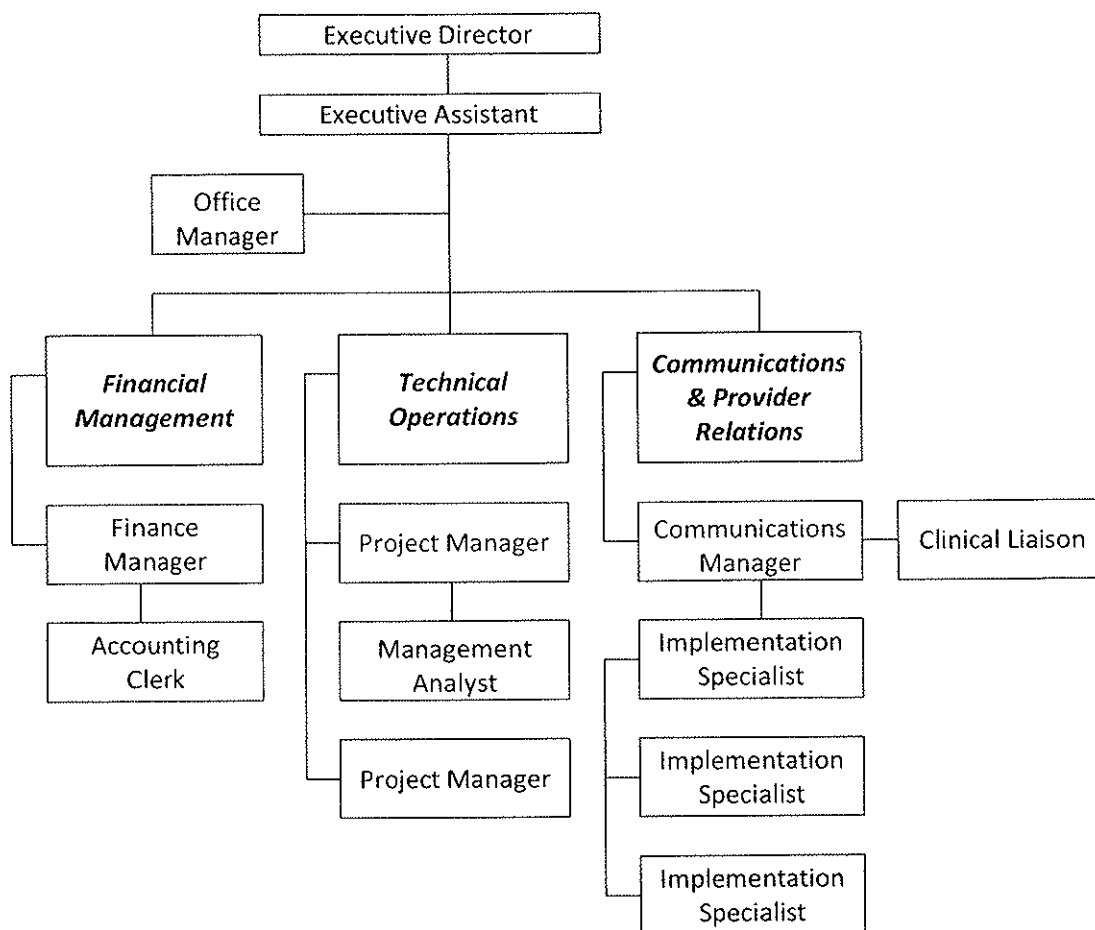 Executive Director
Executive Assistant
Office
Manager
Financial
Management
Technical
Operations
Communications
& Provider
Relations
Finance
Manager
Project Manager
Communications
Manager
Clinical Liaison
Accounting
Clerk
Management
Analyst
Implementation
Specialist
Project Manager
Implementation
Specialist
Implementation
Specialist